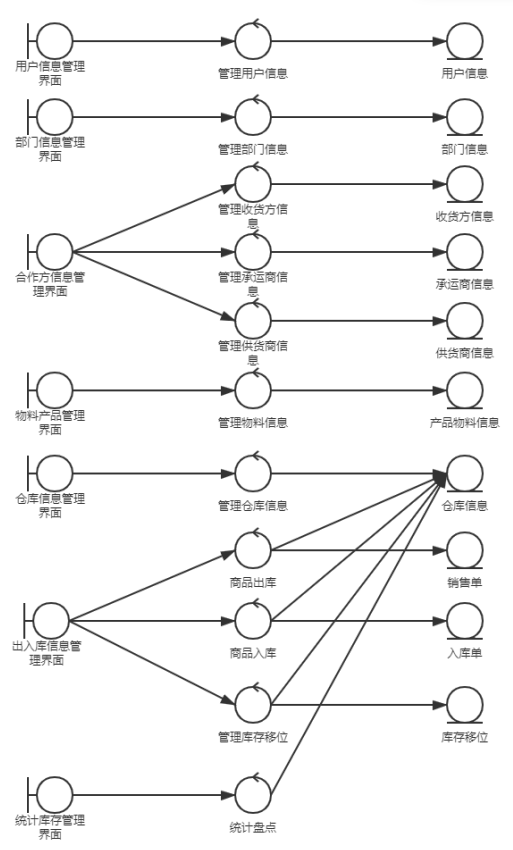 用户信息管理
界面
管理用户信息
用户信息
部门信息管理
界面
管理部门信息
部门信息
管理收货方信
息
收货方信息
合作方信息管
理界面
管理承运商信
息
承运商信息
管理供货商信
息
供货商信息
物料产品管理
界面
管理物料信息
产品物料信息
仓库信息管理
界面
管理仓库信息
仓库信息
商品出库
销售单
出入库信息管
理界面
商品入库
入库单
管理库存移位
库存移位
统计库存管理
界面
统计盘点